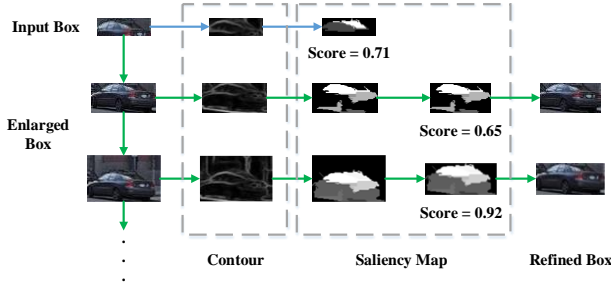 Input Box
Score = 0.71
Enlarged
Box
Score = 0.65
Score = 0.92
Contour
Saliency Map
Refined Box